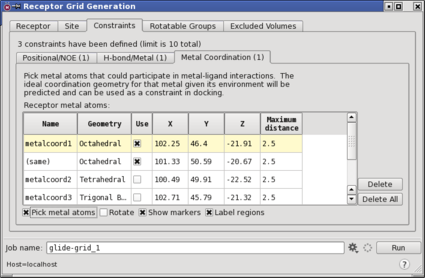 Receptor Grid Generation
Receptor Site Constraints Rotatable Groups Excluded Volumes
3 constraints have been defined (limit is 10 total)
Positional/NOE (1) H-bond/Metal (1) Metal Coordination (1)
Pick metal atoms that could participate in metal-ligand interactions. The
ideal coordination geometry for that metal given its environment will be
predicted and can be used as a constraint in docking.
Receptor metal atoms:
Name Geometry Use X Y Z Maximum distance
metalcoord1 Octahedral 102.25 46.4 -21.91 2.5
(same) Octahedral 101.33 50.59 -20.67 2.5
metalcoord2 Tetrahedral 100.49 49.91 -22.52 2.5
metalcoord3 Trigonal B... 102.71 45.79 -21.32 2.5
Delete
Delete All
Pick metal atoms Rotate Show markers Label regions
Job name: glide-grid_1 Run
Host=localhost ?